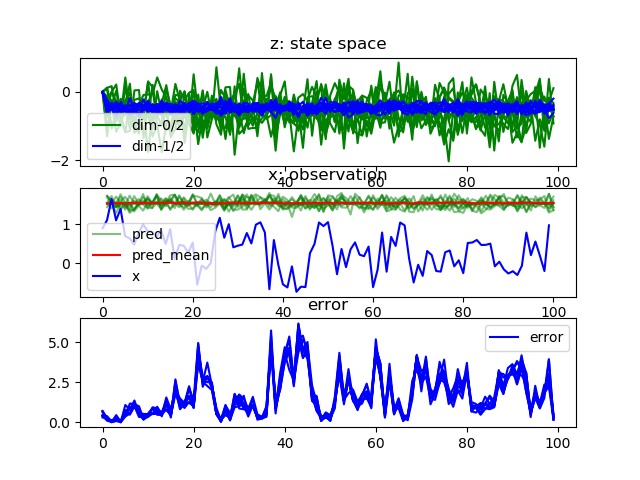 z: state space
0
−2
dim-0/2
dim-1/2
0 20 40 60 80 100
x: observation
1
0
pred
pred_mean
x
0 20 40 60 80 100
error
5.0
2.5
0.0
error
0 20 40 60 80 100